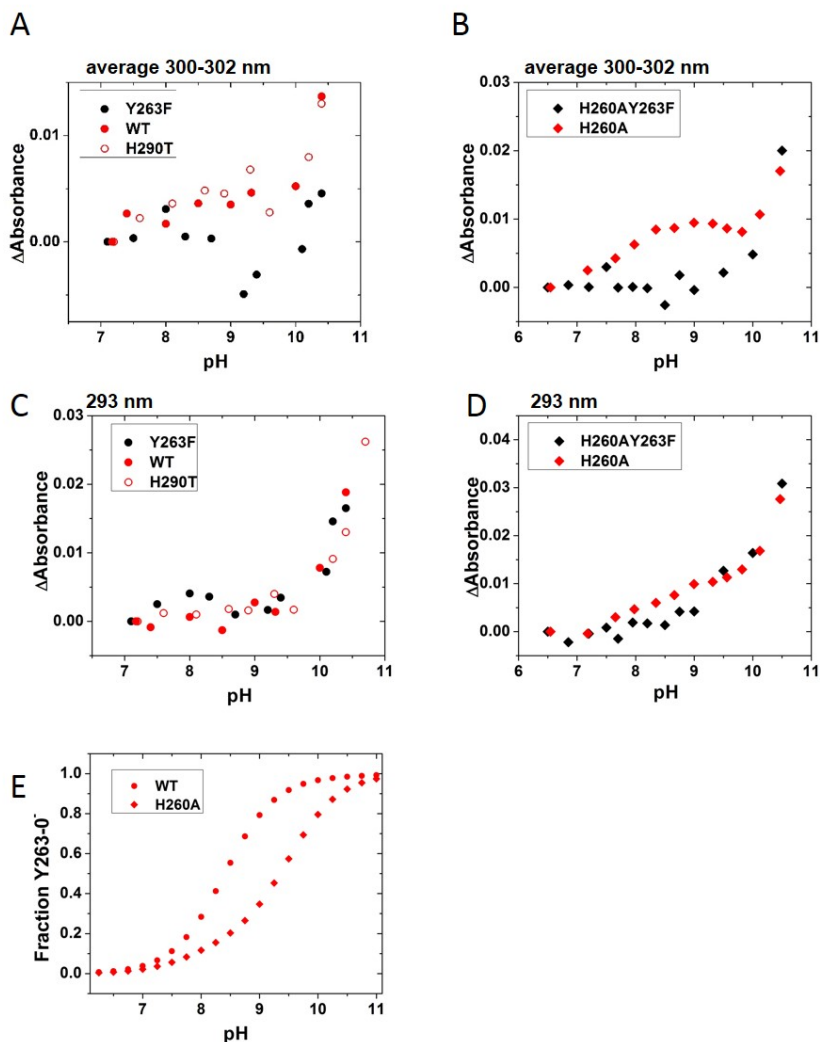 A
average 300-302 nm
Y263F
WT
H290T
0.01
0.00
ΔAbsorbance
7 8 9 10 11
pH
B
average 300-302 nm
H260AY263F
H260A
0.03
0.02
0.01
0.00
ΔAbsorbance
6 7 8 9 10 11
pH
C
293 nm
Y263F
WT
H290T
0.03
0.02
0.01
0.00
ΔAbsorbance
7 8 9 10 11
pH
D
293 nm
H260AY263F
H260A
0.04
0.03
0.02
0.01
0.00
ΔAbsorbance
6 7 8 9 10 11
pH
E
WT
H260A
1.0
0.8
0.6
0.4
0.2
0.0
Fraction Y263-0⁻
7 8 9 10 11
pH